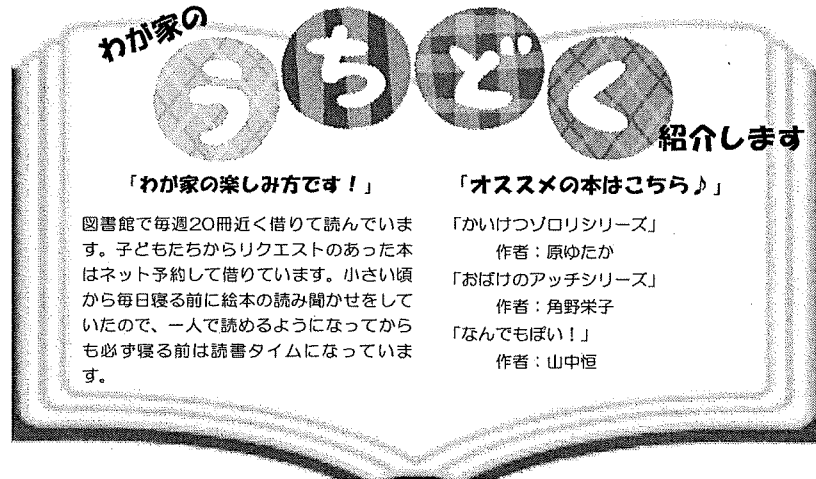 わが家の
うちどく
紹介します
「わが家の楽しみ方です！」
図書館で毎週20冊近く借りて読んでいま
す。子どもたちからリクエストのあった本
はネット予約して借りています。小さい頃
から毎日寝る前に絵本の読み聞かせをして
いたので、一人で読めるようになってから
も必ず寝る前は読書タイムになっていま
す。
「オススメの本はこちら♪」
「かいけつゾロリシリーズ」
作者：原ゆたか
「おばけのアッチシリーズ」
作者：角野栄子
「なんでもぽい！」
作者：山中恒